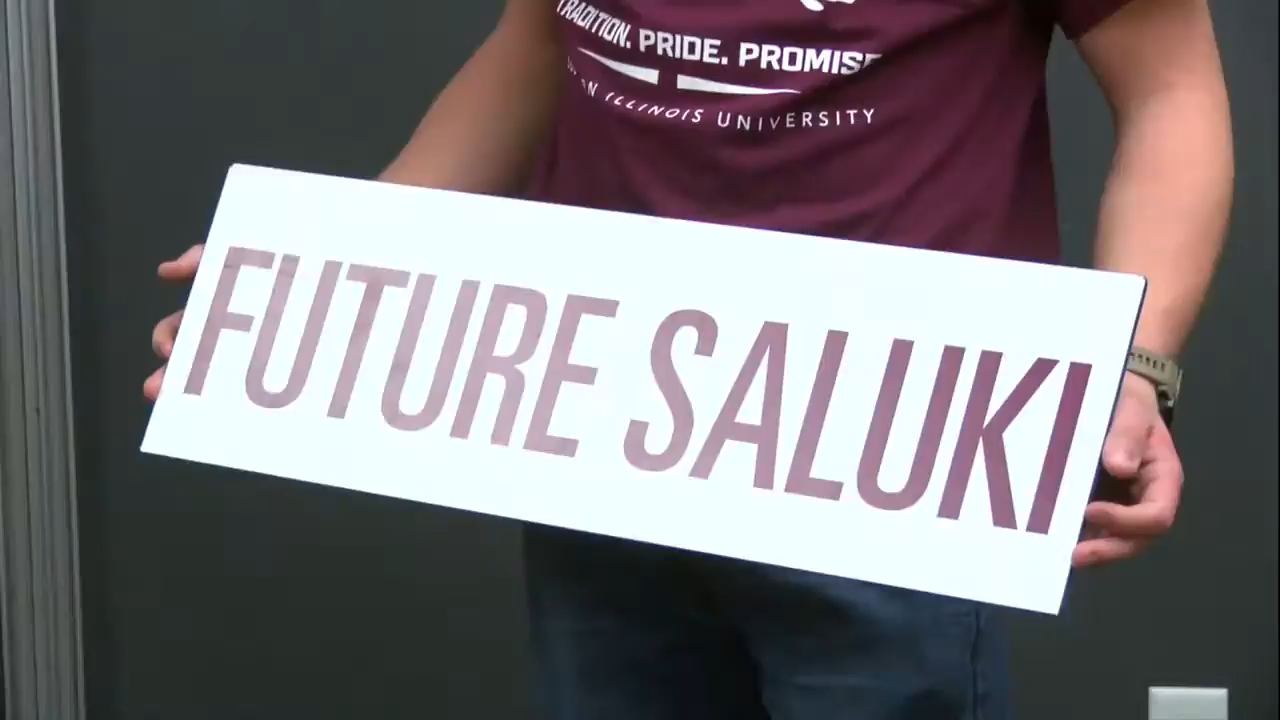 TRADITION. PRIDE. PROMISE
ILLINOIS UNIVERSITY
FUTURE SALUKI